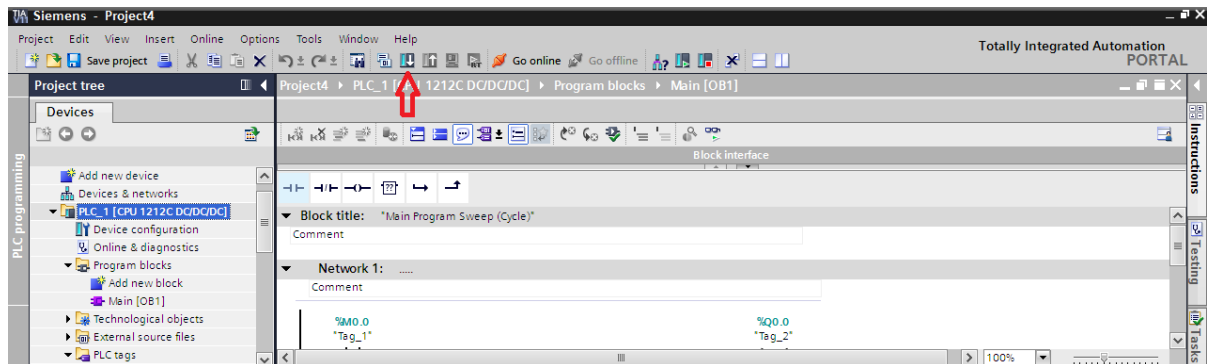 Siemens - Project4
Project Edit View Insert Online Options Tools Window Help
Totally Integrated Automation
PORTAL
Save project
Go online
Go offline
Project tree
Project4 PLC_1 [CPU 1212C DC/DC/DC] Program blocks Main [OB1]
Devices
Block interface
PLC programming
Add new device
Devices & networks
PLC_1 [CPU 1212C DC/DC/DC]
Device configuration
Online & diagnostics
Program blocks
Add new block
Main [OB1]
Technological objects
External source files
PLC tags
??
Block title: "Main Program Sweep (Cycle)"
Comment
Network 1: .....
Comment
%M0.0
"Tag_1"
%Q0.0
"Tag_2"
100%
Instructions
Testing
Tasks